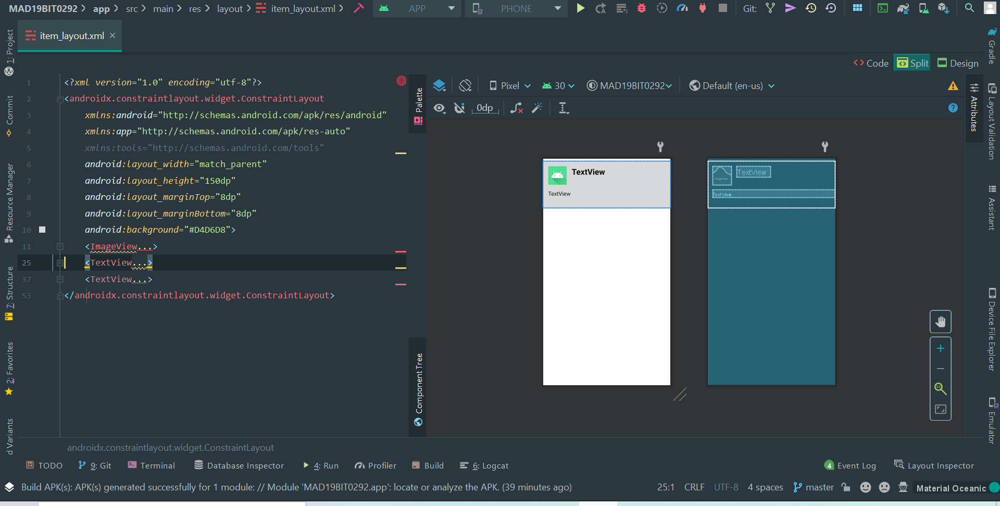 MAD19BIT0292 app src main res layout item_layout.xml APP PHONE Git:
item_layout.xml
Code Split Design
1: Project
Commit
Resource Manager
7: Structure
2: Favorites
d Variants
1 <?xml version="1.0" encoding="utf-8"?>
2 <androidx.constraintlayout.widget.ConstraintLayout
3 xmlns:android="http://schemas.android.com/apk/res/android"
4 xmlns:app="http://schemas.android.com/apk/res-auto"
5 xmlns:tools="http://schemas.android.com/tools"
6 android:layout_width="match_parent"
7 android:layout_height="150dp"
8 android:layout_marginTop="8dp"
9 android:layout_marginBottom="8dp"
10 android:background="#D4D6D8">
11 <ImageView...>
25 <TextView...>
37 <TextView...>
53 </androidx.constraintlayout.widget.ConstraintLayout>
Palette
Component Tree
Pixel 30 MAD19BIT0292 Default (en-us)
0dp
?
TextView
TextView
TextView
ImageView
TextView
1:1
Attributes
Gradle
Layout Validation
Assistant
Device File Explorer
Emulator
androidx.constraintlayout.widget.ConstraintLayout
TODO 9: Git Terminal Database Inspector 4: Run Profiler Build 6: Logcat 4 Event Log Layout Inspector
Build APK(s): APK(s) generated successfully for 1 module: // Module 'MAD19BIT0292.app': locate or analyze the APK. (39 minutes ago) 25:1 CRLF UTF-8 4 spaces master Material Oceanic